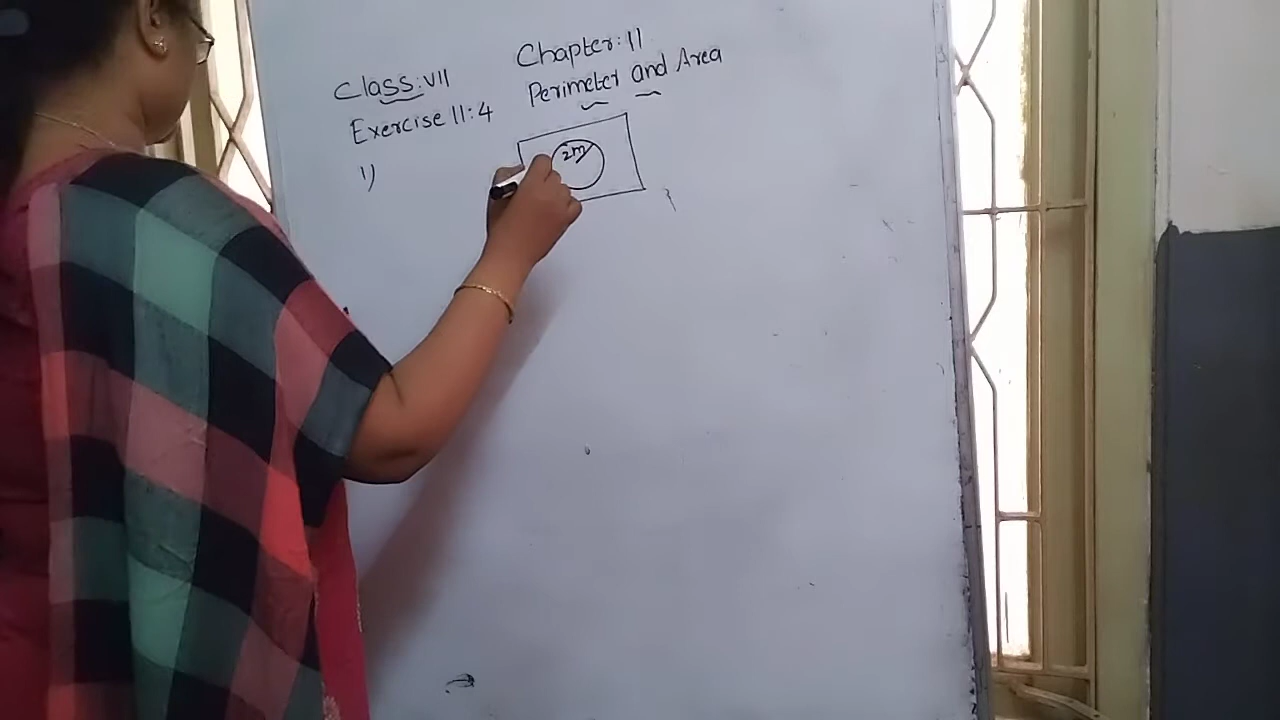 Chapter: 11
Class: VII
Perimeter and Area
Exercise 11:4
1)
2m